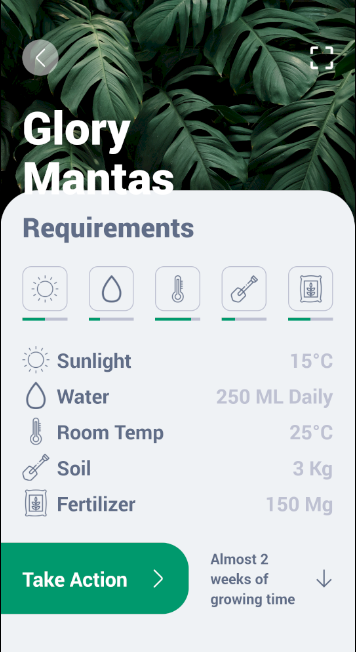 Glory
Mantas
Requirements
Sunlight 15°C
Water 250 ML Daily
Room Temp 25°C
Soil 3 Kg
Fertilizer 150 Mg
Take Action
Almost 2
weeks of
growing time